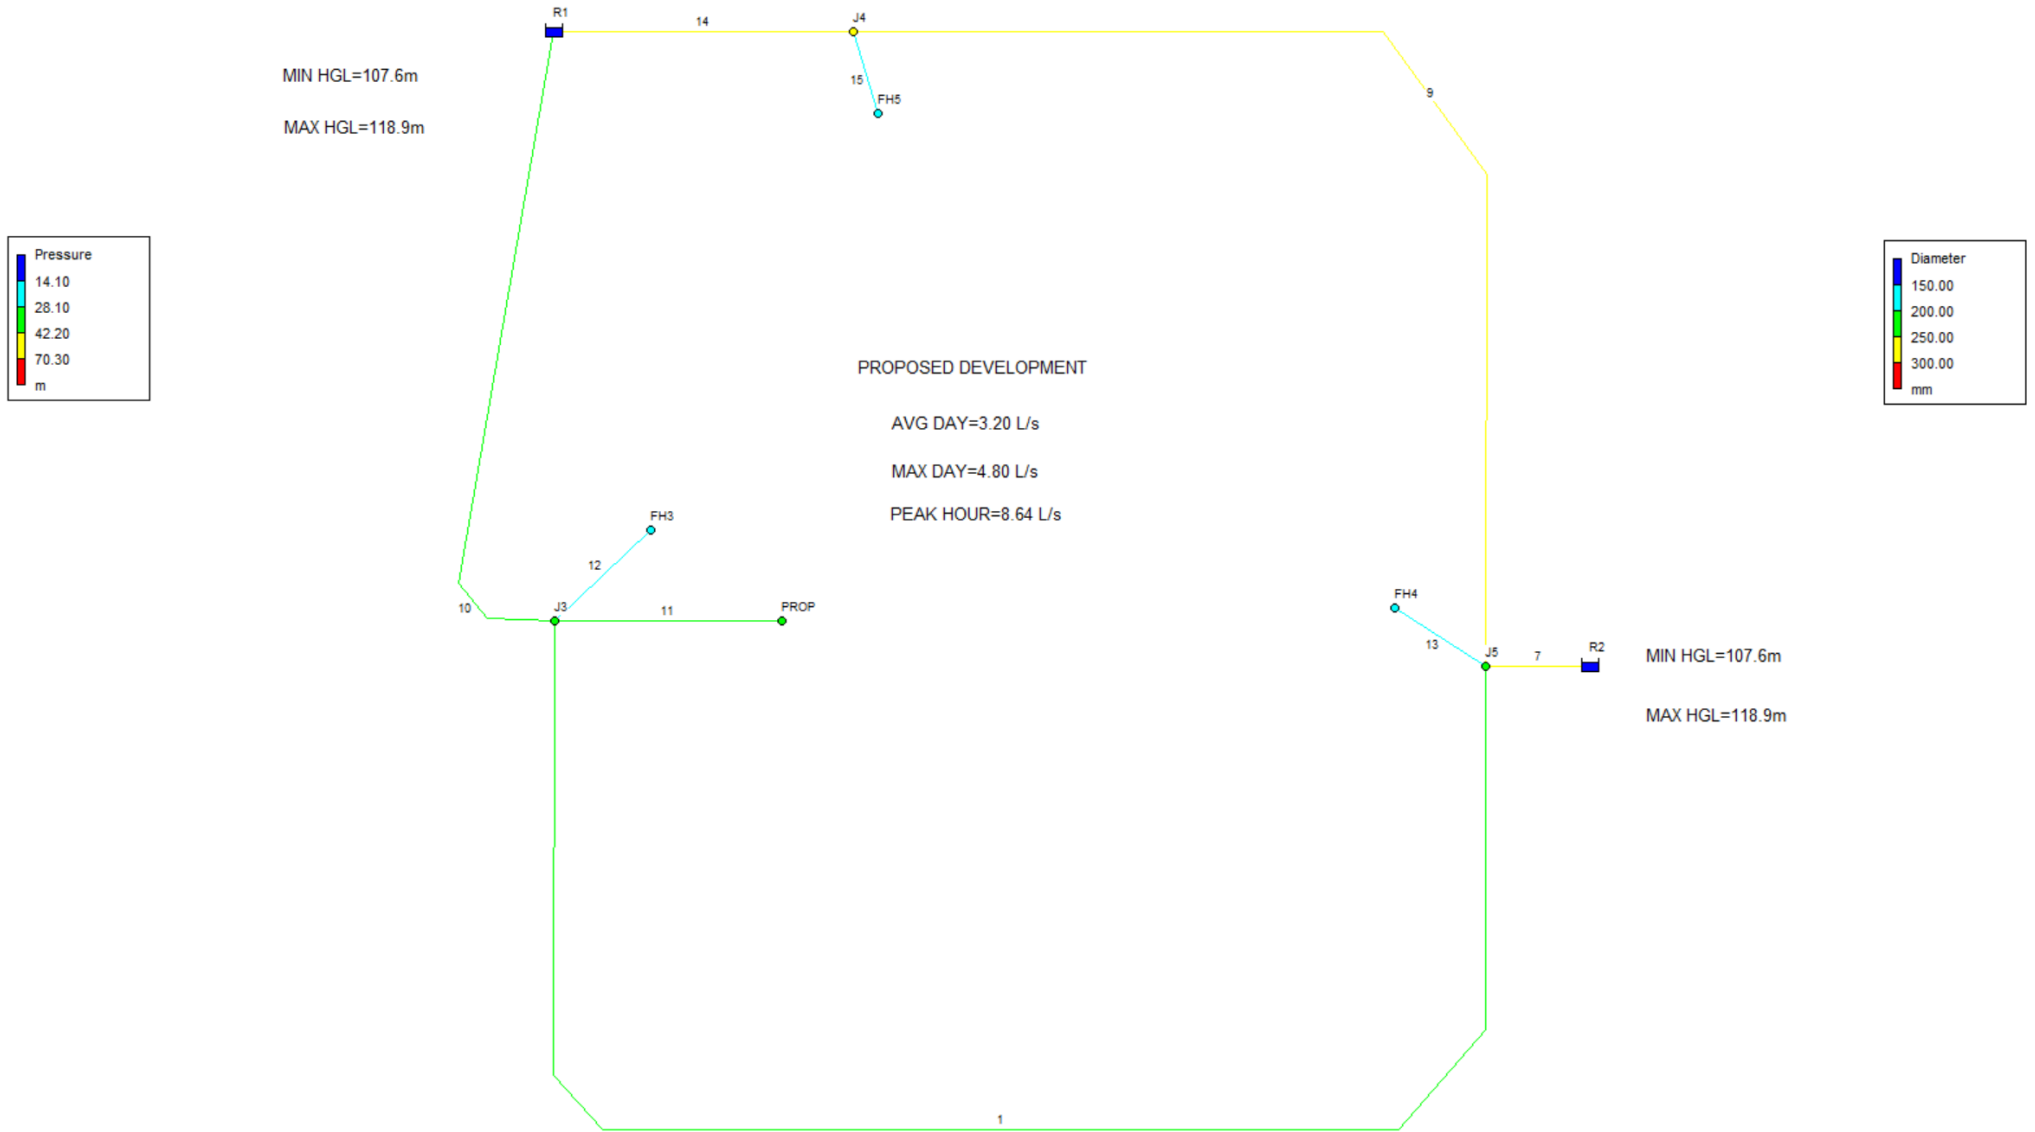 R1
14
J4
MIN HGL=107.6m
15
9
FH5
MAX HGL=118.9m
Pressure
14.10
28.10
42.20
70.30
m
Diameter
150.00
200.00
250.00
300.00
mm
PROPOSED DEVELOPMENT
AVG DAY=3.20 L/s
MAX DAY=4.80 L/s
PEAK HOUR=8.64 L/s
FH3
12
10
J3
11
PROP
FH4
13
J5
7
R2
MIN HGL=107.6m
MAX HGL=118.9m
1